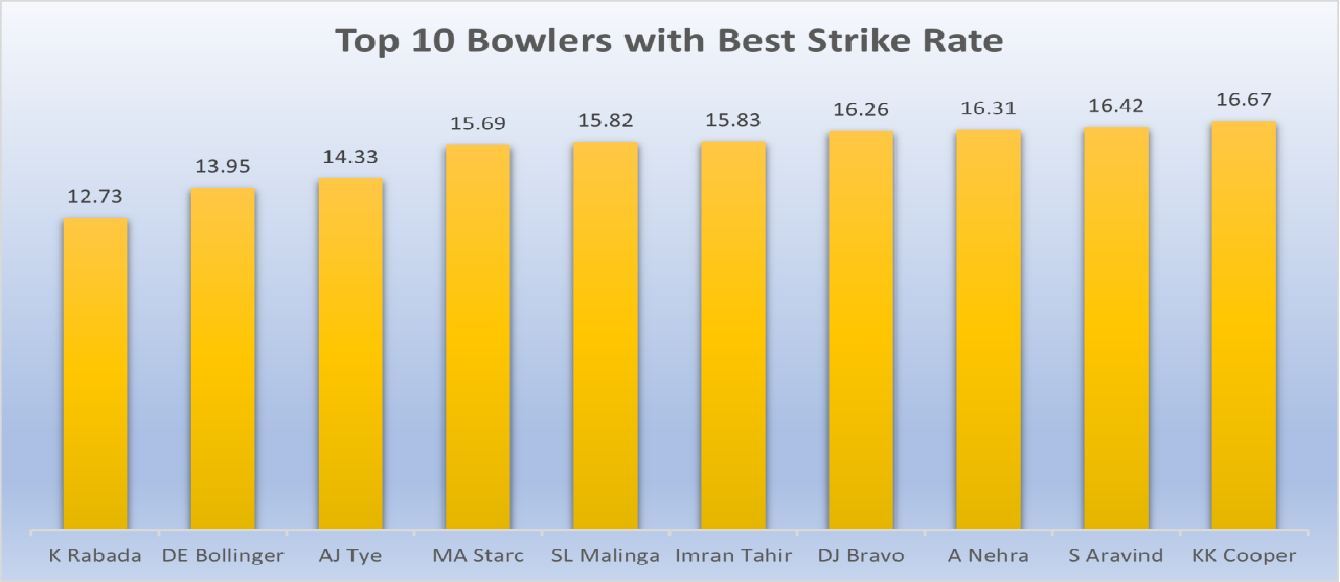 Top 10 Bowlers with Best Strike Rate
12.73
13.95
14.33
15.69
15.82
15.83
16.26
16.31
16.42
16.67
K Rabada
DE Bollinger
AJ Tye
MA Starc
SL Malinga
Imran Tahir
DJ Bravo
A Nehra
S Aravind
KK Cooper